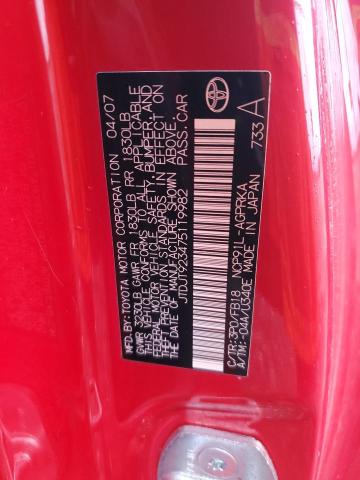 MFD.BY:TOYOTA MOTOR CORPORATION 04/07
GVWR 3230LB GAWR FR 1830LB RR 1830LB
THIS VEHICLE CONFORMS TO ALL APPLICABLE
FEDERAL MOTOR VEHICLE SAFETY, BUMPER, AND
THEFT PREVENTION STANDARDS IN EFFECT ON
THE DATE OF MANUFACTURE SHOWN ABOVE.
JTDJT923475119982 PASS.CAR
C/TR:3P0/FB18 NCP91L-AGPRKA 733 A
A/TM:-04A/U340E MADE IN JAPAN